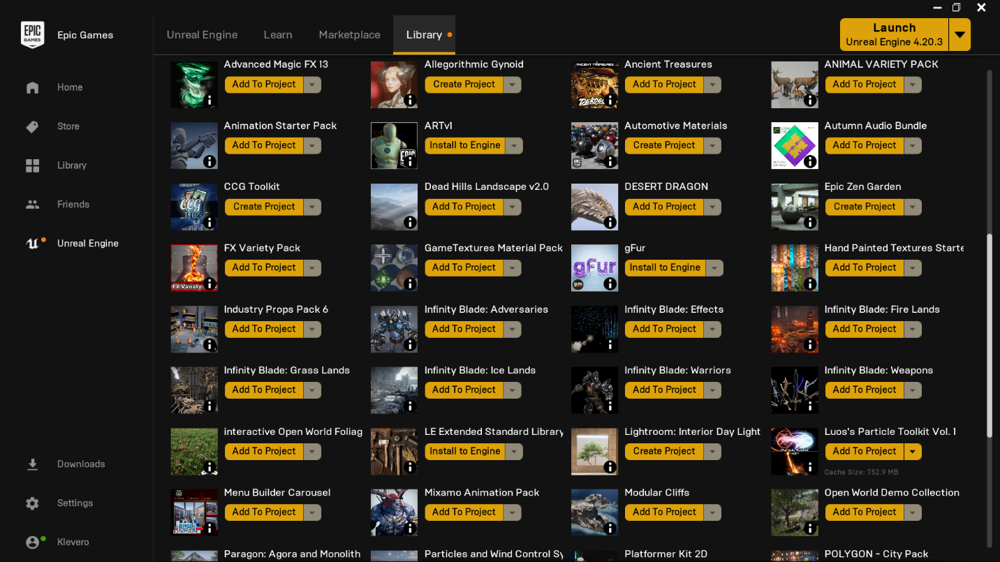 EPIC GAMES
Epic Games
Unreal Engine
Learn
Marketplace
Library
Launch
Unreal Engine 4.20.3
Home
Store
Library
Friends
Unreal Engine
Downloads
Settings
Klevero
Advanced Magic FX 13
Add To Project
Allegorithmic Gynoid
Create Project
Ancient Treasures
Add To Project
ANIMAL VARIETY PACK
Add To Project
Animation Starter Pack
Add To Project
ARTv1
Install to Engine
Automotive Materials
Create Project
Autumn Audio Bundle
Add To Project
CCG Toolkit
Create Project
Dead Hills Landscape v2.0
Add To Project
DESERT DRAGON
Add To Project
Epic Zen Garden
Create Project
FX Variety Pack
Add To Project
GameTextures Material Pack
Add To Project
gFur
Install to Engine
Hand Painted Textures Starte
Add To Project
Industry Props Pack 6
Add To Project
Infinity Blade: Adversaries
Add To Project
Infinity Blade: Effects
Add To Project
Infinity Blade: Fire Lands
Add To Project
Infinity Blade: Grass Lands
Add To Project
Infinity Blade: Ice Lands
Add To Project
Infinity Blade: Warriors
Add To Project
Infinity Blade: Weapons
Add To Project
interactive Open World Foliag
Add To Project
LE Extended Standard Library
Install to Engine
Lightroom: Interior Day Light
Create Project
Luos's Particle Toolkit Vol. 1
Add To Project
Cache Size: 752.9 MB
Menu Builder Carousel
Add To Project
Mixamo Animation Pack
Add To Project
Modular Cliffs
Add To Project
Open World Demo Collection
Add To Project
Paragon: Agora and Monolith
Particles and Wind Control Sy
Platformer Kit 2D
POLYGON - City Pack